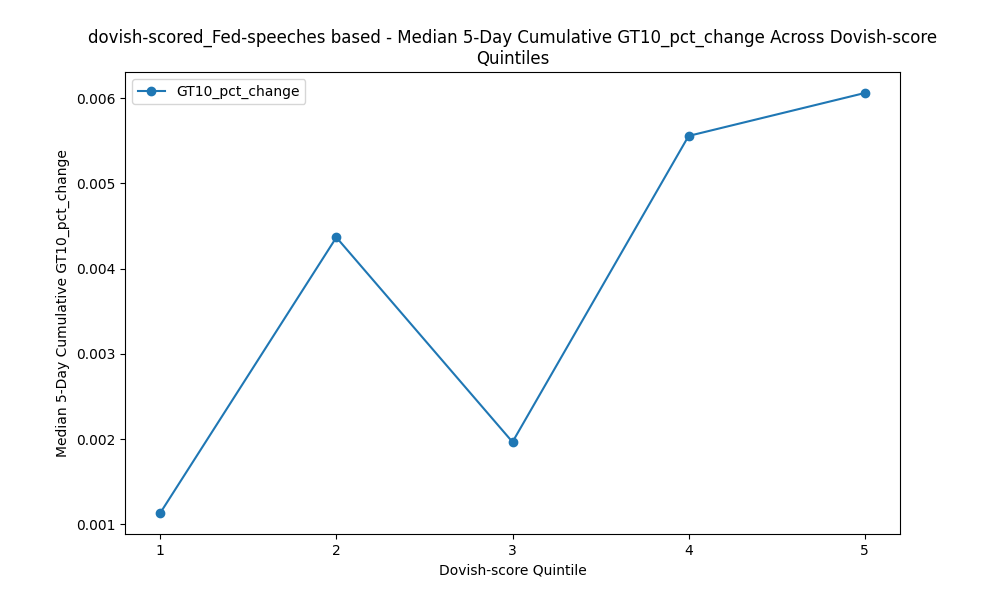 dovish-scored_Fed-speeches based - Median 5-Day Cumulative GT10_pct_change Across Dovish-score
Quintiles
GT10_pct_change
0.006
0.005
0.004
0.003
0.002
0.001
Median 5-Day Cumulative GT10_pct_change
1 2 3 4 5
Dovish-score Quintile